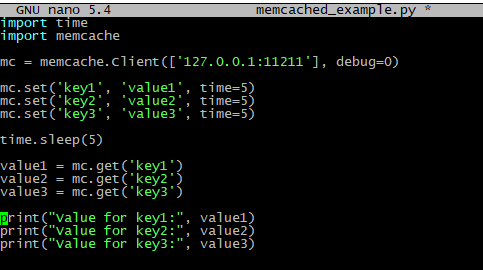 GNU nano 5.4 memcached_example.py *
import time
import memcache
mc = memcache.Client(['127.0.0.1:11211'], debug=0)
mc.set('key1', 'value1', time=5)
mc.set('key2', 'value2', time=5)
mc.set('key3', 'value3', time=5)
time.sleep(5)
value1 = mc.get('key1')
value2 = mc.get('key2')
value3 = mc.get('key3')
print("Value for key1:", value1)
print("Value for key2:", value2)
print("Value for key3:", value3)